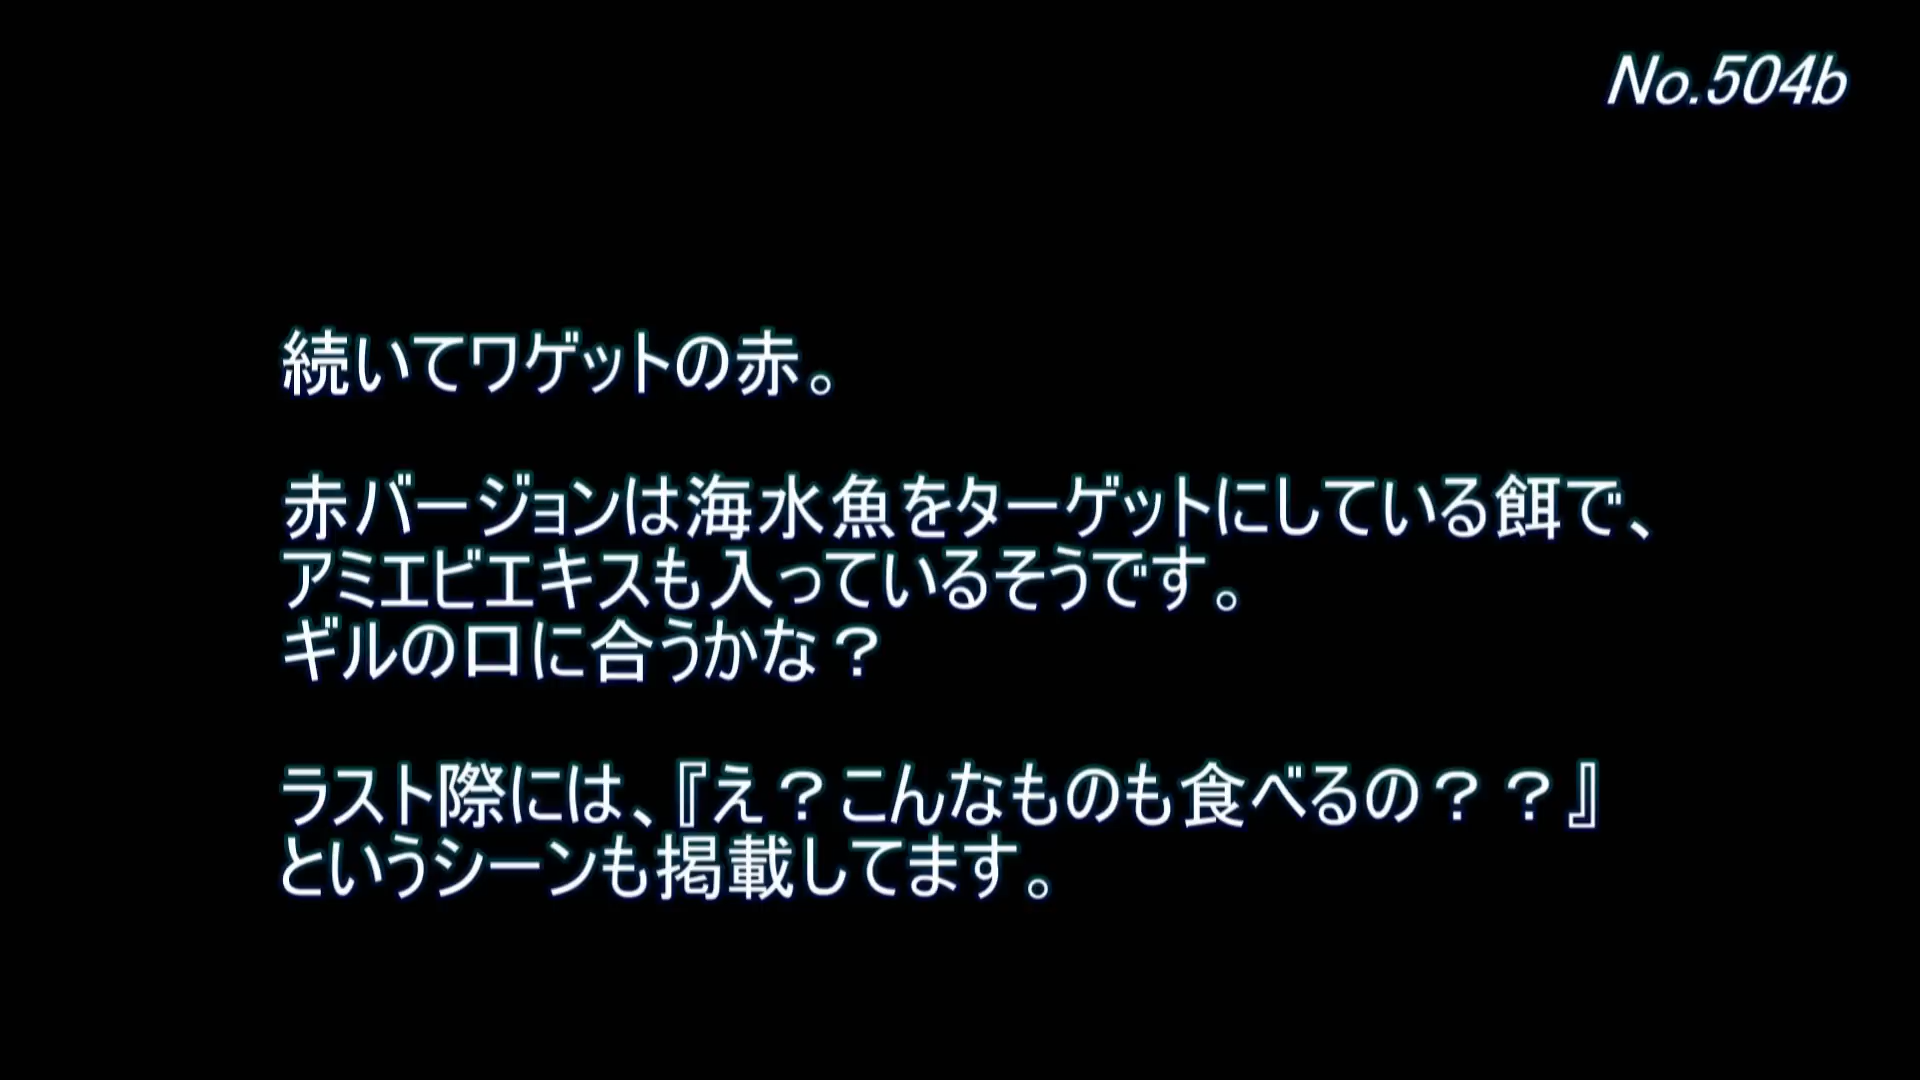 No.504b
続いてワゲットの赤。
赤バージョンは海水魚をターゲットにしている餌で、
アミエビエキスも入っているそうです。
ギルの口に合うかな？
ラスト際には、『え？こんなものも食べるの？？』
というシーンも掲載してます。